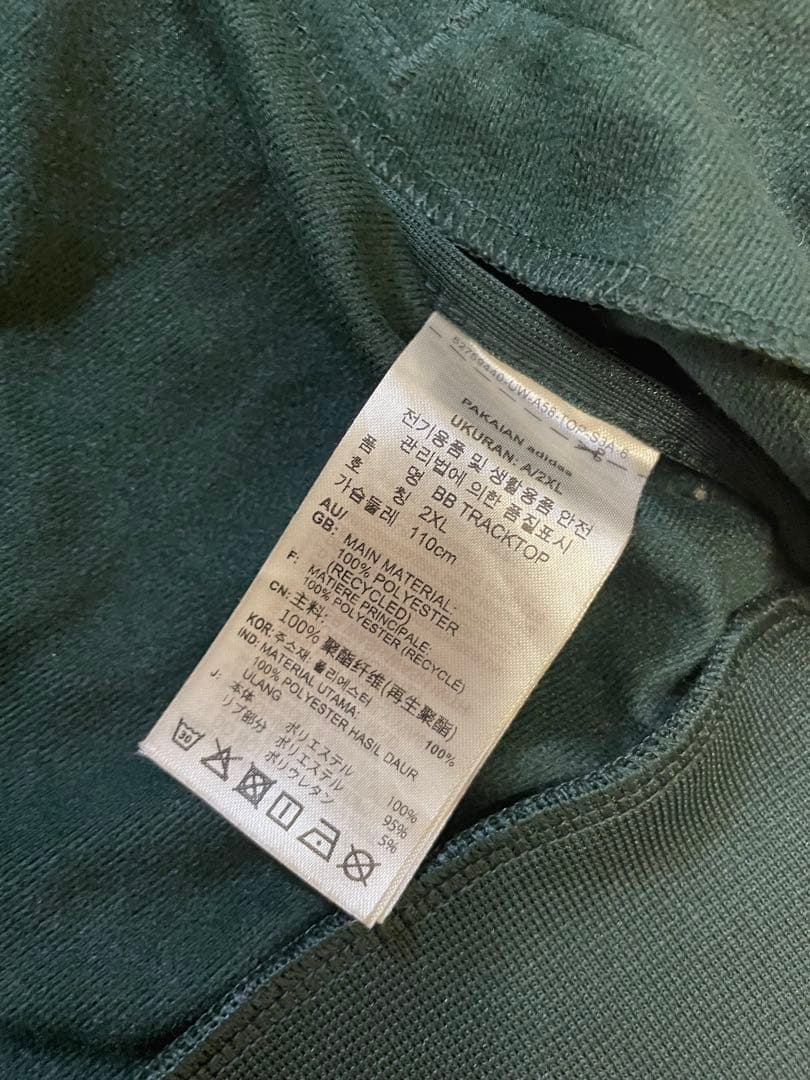 PAKAIAN adidas
UKURAN: A/2XL
전기용품 및 생활용품 안전
관리법에 의한 품질표시
품 명 BB TRACKTOP
호 칭 2XL
가슴둘레 110cm
AU/
GB: MAIN MATERIAL:
100% POLYESTER
(RECYCLED)
F: MATIÈRE PRINCIPALE:
100% POLYESTER (RECYCLÉ)
CN: 主料:
100% 聚酯纤维(再生聚酯)
KOR: 주소재: 폴리에스터 100%
IND: MATERIAL UTAMA:
100% POLYESTER HASIL DAUR
ULANG
J: 本体 ポリエステル 100%
リブ部分 ポリエステル 95%
ポリウレタン 5%
30